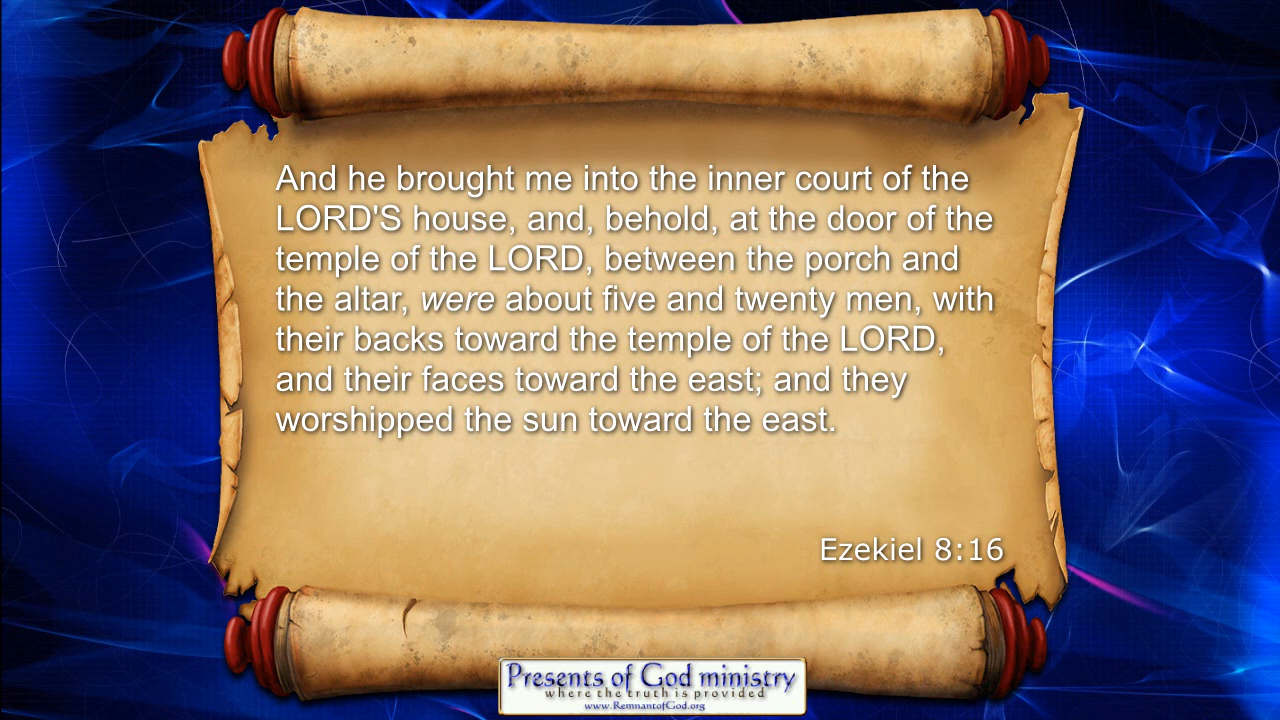 And he brought me into the inner court of the
LORD'S house, and, behold, at the door of the
temple of the LORD, between the porch and
the altar, were about five and twenty men, with
their backs toward the temple of the LORD,
and their faces toward the east; and they
worshipped the sun toward the east.
Ezekiel 8:16
Presents of God ministry
where the truth is provided
www.RemnantofGod.org